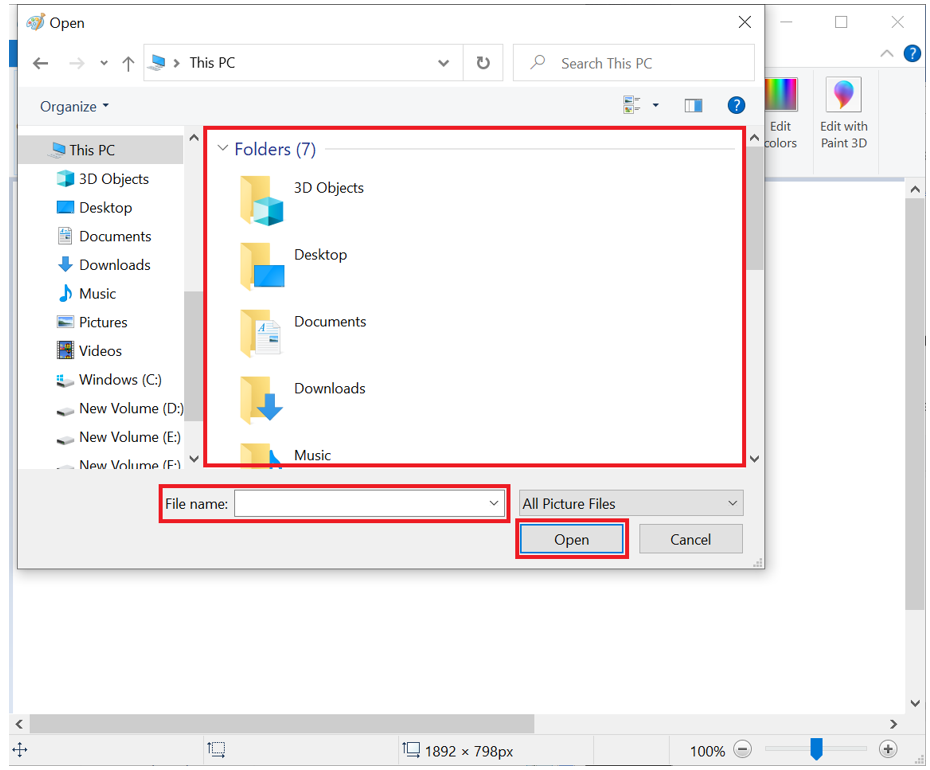 Open
This PC
Search This PC
Organize
?
?
Edit
colors
Edit with
Paint 3D
This PC
3D Objects
Desktop
Documents
Downloads
Music
Pictures
Videos
Windows (C:)
New Volume (D:)
New Volume (E:)
New Volume (F:)
Folders (7)
3D Objects
Desktop
Documents
Downloads
Music
File name:
All Picture Files
Open
Cancel
1892 × 798px
100%